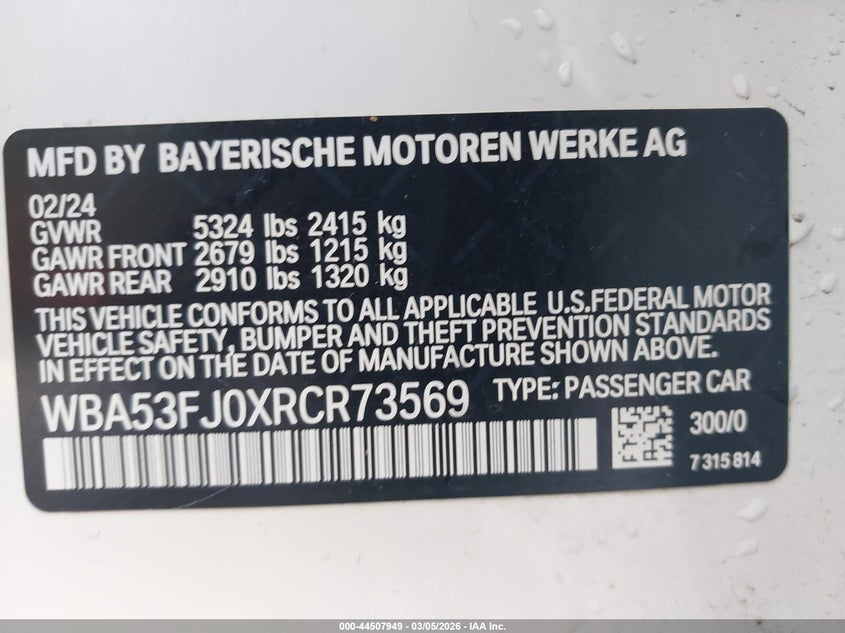 MFD BY BAYERISCHE MOTOREN WERKE AG
02/24
GVWR 5324 lbs 2415 kg
GAWR FRONT 2679 lbs 1215 kg
GAWR REAR 2910 lbs 1320 kg
THIS VEHICLE CONFORMS TO ALL APPLICABLE U.S.FEDERAL MOTOR
VEHICLE SAFETY, BUMPER AND THEFT PREVENTION STANDARDS
IN EFFECT ON THE DATE OF MANUFACTURE SHOWN ABOVE.
WBA53FJ0XRCR73569 TYPE: PASSENGER CAR
300/0
7 315 814
000-44507949 | 03/05/2026 - IAA Inc.